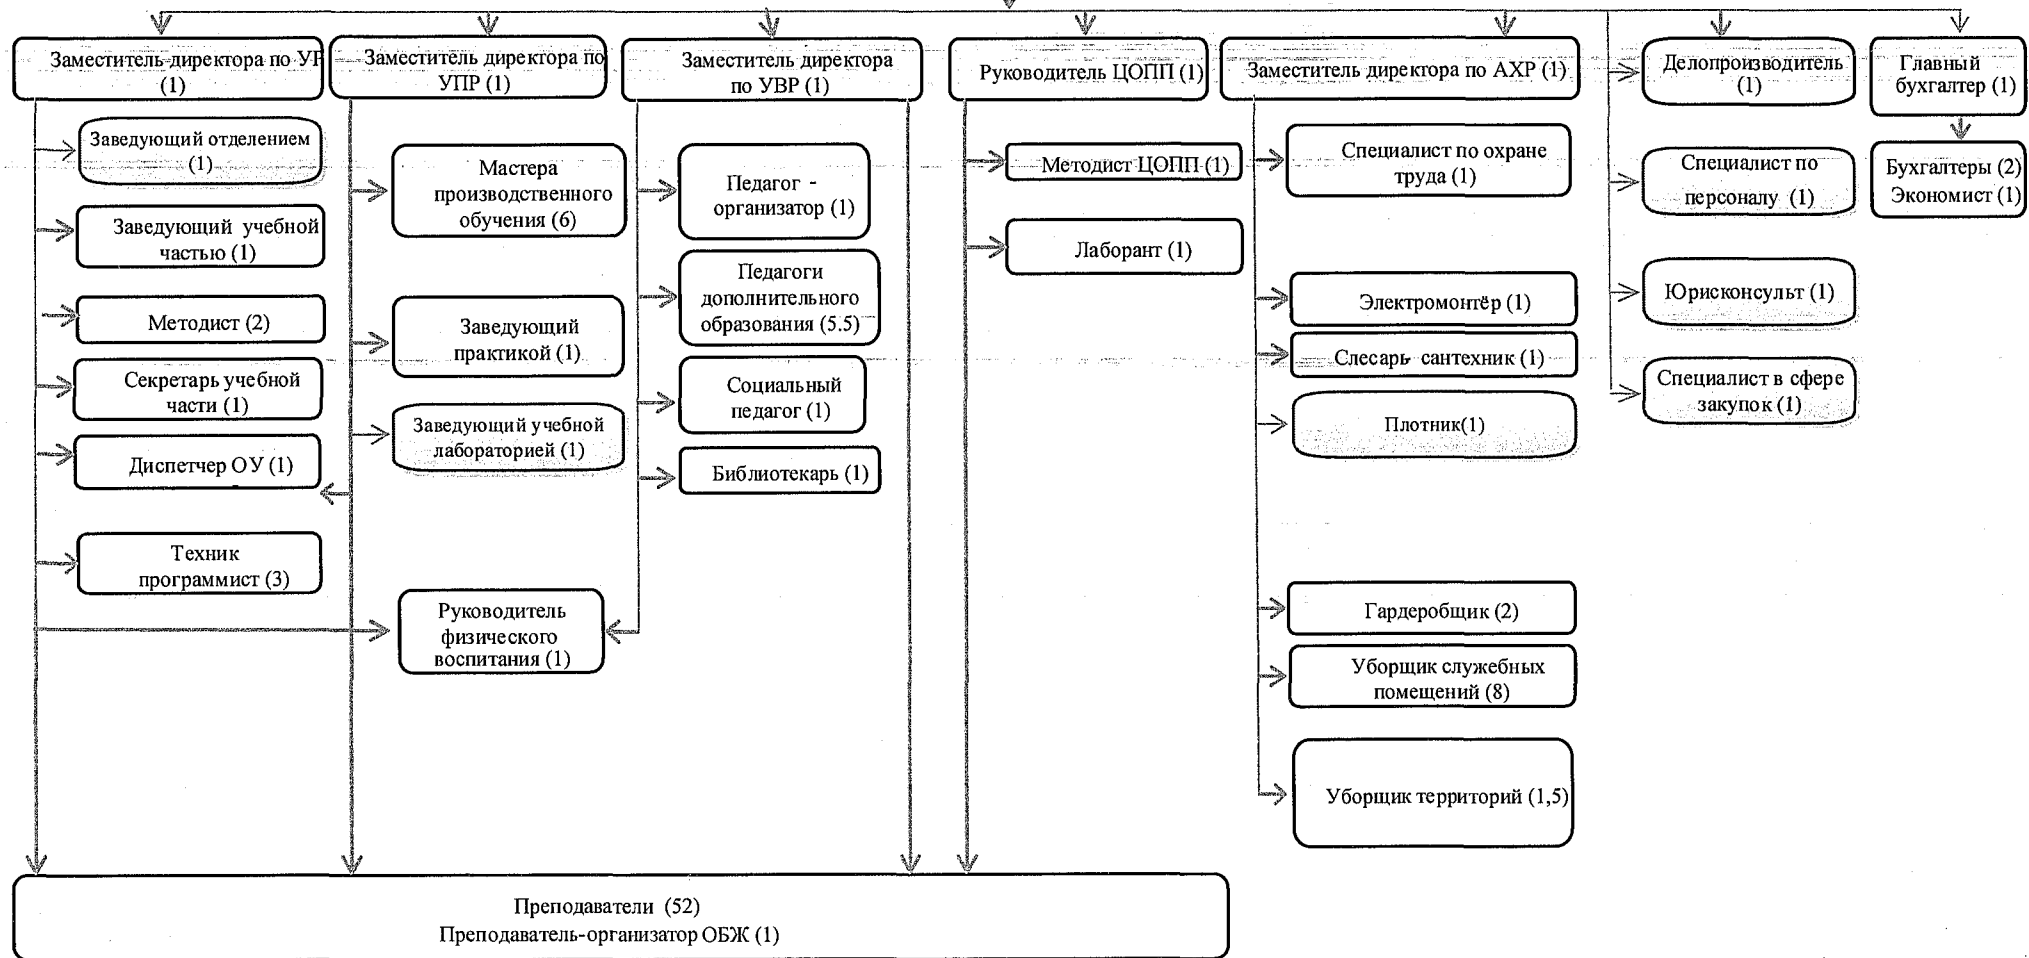 Заместитель директора по УР
(1)
Заместитель директора по
УПР (1)
Заместитель директора
по УВР (1)
Руководитель ЦОПП (1)
Заместитель директора по АХР (1)
Делопроизводитель
(1)
Главный
бухгалтер (1)
Заведующий отделением
(1)
Заведующий учебной
частью (1)
Методист (2)
Секретарь учебной
части (1)
Диспетчер ОУ (1)
Техник
программист (3)
Мастера
производственного
обучения (6)
Заведующий
практикой (1)
Заведующий учебной
лабораторией (1)
Руководитель
физического
воспитания (1)
Педагог -
организатор (1)
Педагоги
дополнительного
образования (5.5)
Социальный
педагог (1)
Библиотекарь (1)
Методист ЦОПП (1)
Лаборант (1)
Специалист по охране
труда (1)
Электромонтёр (1)
Слесарь- сантехник (1)
Плотник(1)
Гардеробщик (2)
Уборщик служебных
помещений (8)
Уборщик территорий (1,5)
Специалист по
персоналу (1)
Юрисконсульт (1)
Специалист в сфере
закупок (1)
Бухгалтеры (2)
Экономист (1)
Преподаватели (52)
Преподаватель-организатор ОБЖ (1)